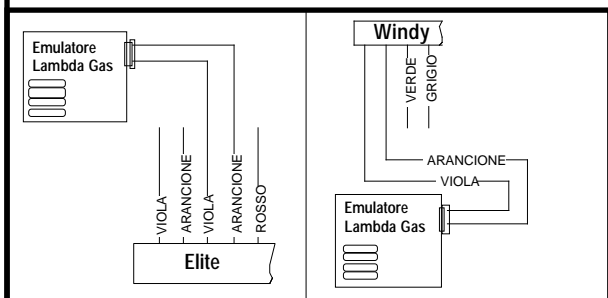 Emulatore
Lambda Gas
VIOLA
ARANCIONE
VIOLA
ARANCIONE
ROSSO
Elite
Windy
VERDE
GRIGIO
ARANCIONE
VIOLA
Emulatore
Lambda Gas